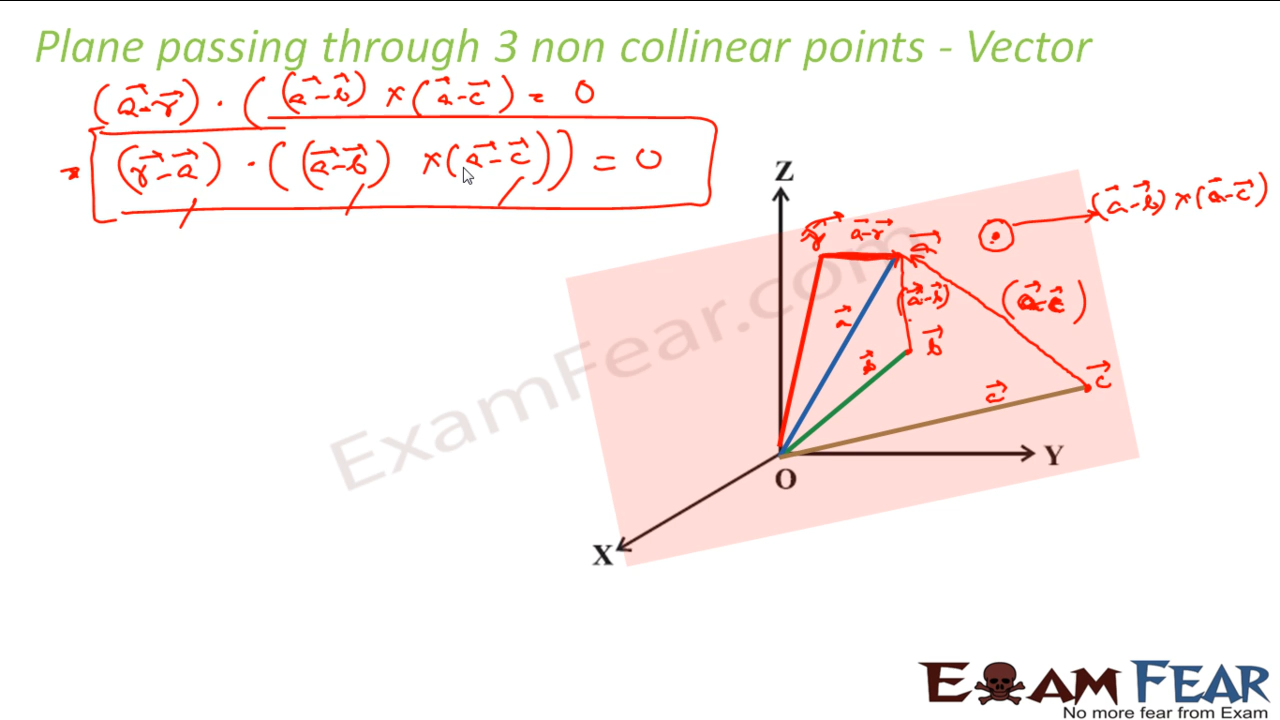 Plane passing through 3 non collinear points - Vector
(a⃗-r⃗) · ((a⃗-b⃗) × (a⃗-c⃗) = 0
(r⃗-a⃗) · ((a⃗-b⃗) × (a⃗-c⃗)) = 0
Z
(a⃗-b⃗) × (a⃗-c⃗)
r⃗ a⃗-r⃗ a⃗
(a⃗-b⃗) (a⃗-c⃗)
a⃗
b⃗ b⃗
c⃗ c⃗
ExamFear.com
O Y
X
EXAM FEAR
No more fear from Exam